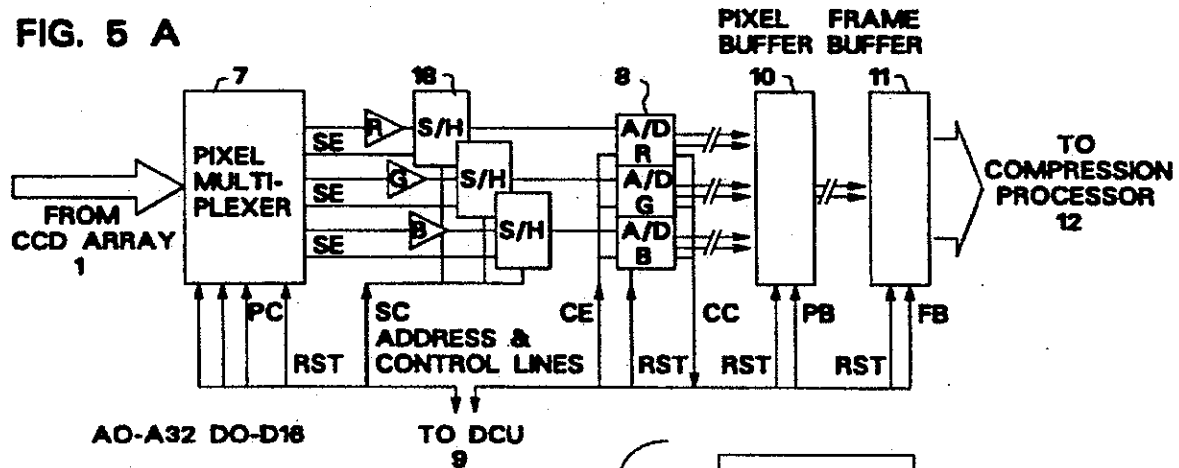 FIG. 5 A
PIXEL BUFFER
FRAME BUFFER
7
18
8
10
11
PIXEL
MULTI-
PLEXER
SE
SE
SE
R
G
B
S/H
S/H
S/H
A/D
R
A/D
G
A/D
B
FROM
CCD ARRAY
1
TO
COMPRESSION
PROCESSOR
12
PC
SC
CE
CC
PB
FB
ADDRESS &
CONTROL LINES
RST
RST
RST
RST
AO-A32 DO-D16
TO DCU
9